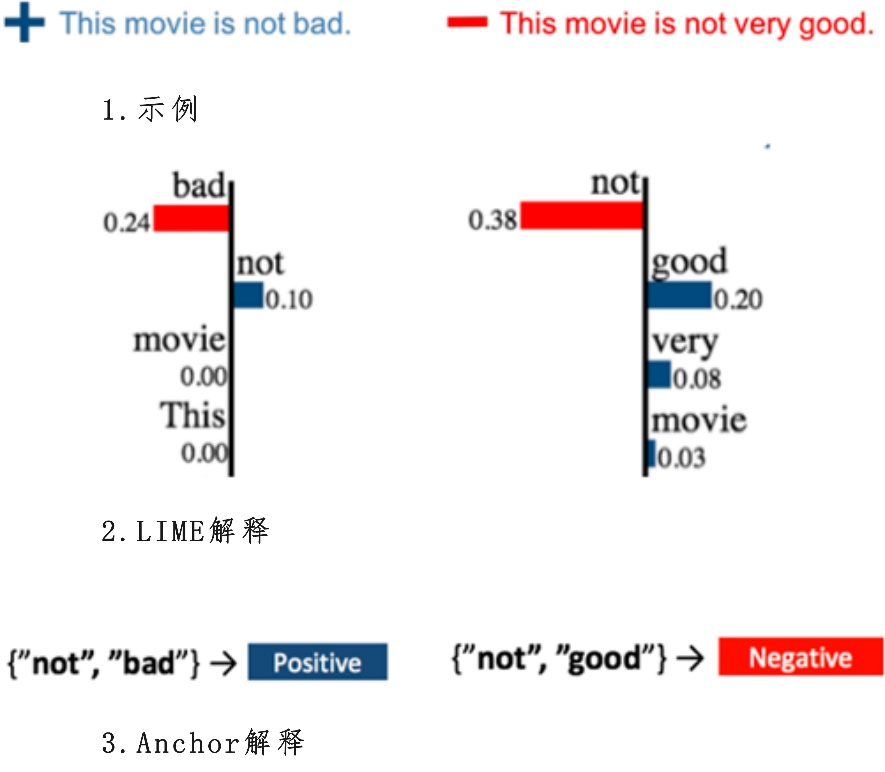 This movie is not bad.
This movie is not very good.
1.示例
bad
0.24
not
0.10
movie
0.00
This
0.00
not
0.38
good
0.20
very
0.08
movie
0.03
2.LIME解释
{"not", "bad"} → Positive
{"not", "good"} → Negative
3.Anchor解释